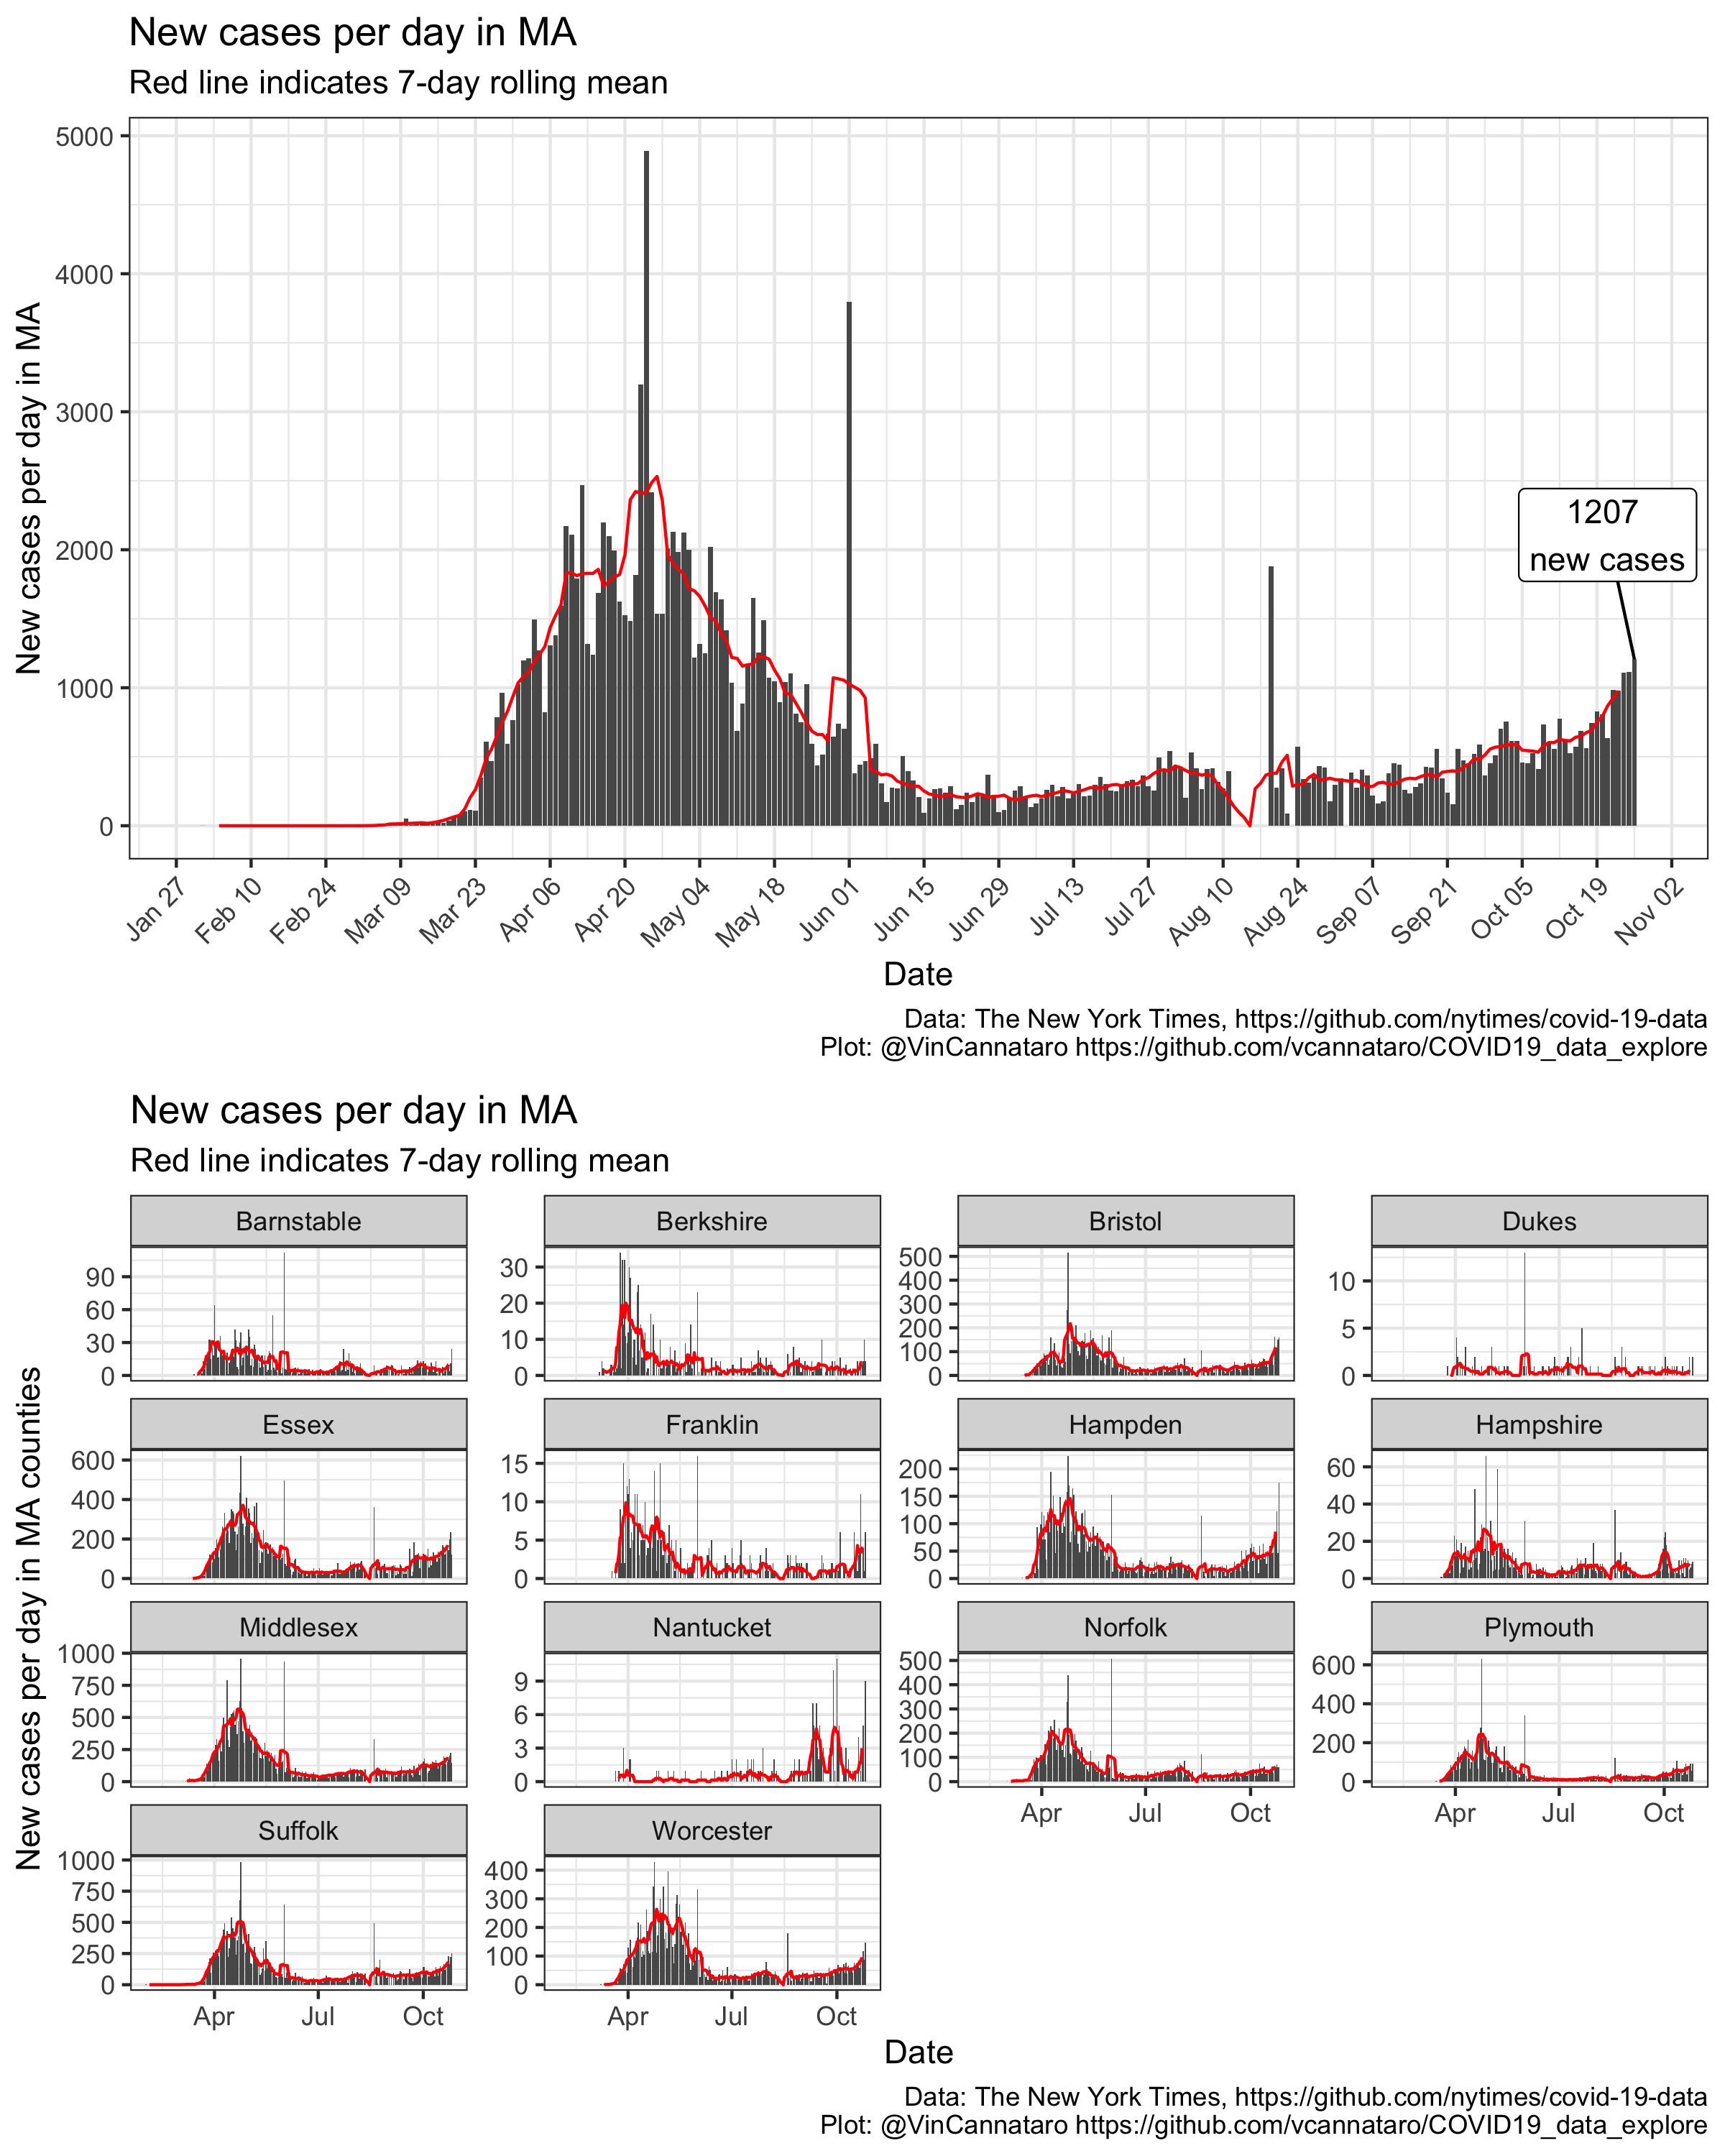 New cases per day in MA
Red line indicates 7-day rolling mean
New cases per day in MA
5000
4000
3000
2000
1000
0
1207
new cases
Jan 27
Feb 10
Feb 24
Mar 09
Mar 23
Apr 06
Apr 20
May 04
May 18
Jun 01
Jun 15
Jun 29
Jul 13
Jul 27
Aug 10
Aug 24
Sep 07
Sep 21
Oct 05
Oct 19
Nov 02
Date
Data: The New York Times, https://github.com/nytimes/covid-19-data
Plot: @VinCannataro https://github.com/vcannataro/COVID19_data_explore
New cases per day in MA
Red line indicates 7-day rolling mean
New cases per day in MA counties
Barnstable
90
60
30
0
Berkshire
30
20
10
0
Bristol
500
400
300
200
100
0
Dukes
10
5
0
Essex
600
400
200
0
Franklin
15
10
5
0
Hampden
200
150
100
50
0
Hampshire
60
40
20
0
Middlesex
1000
750
500
250
0
Nantucket
9
6
3
0
Norfolk
500
400
300
200
100
0
Apr
Jul
Oct
Plymouth
600
400
200
0
Apr
Jul
Oct
Suffolk
1000
750
500
250
0
Apr
Jul
Oct
Worcester
400
300
200
100
0
Apr
Jul
Oct
Date
Data: The New York Times, https://github.com/nytimes/covid-19-data
Plot: @VinCannataro https://github.com/vcannataro/COVID19_data_explore